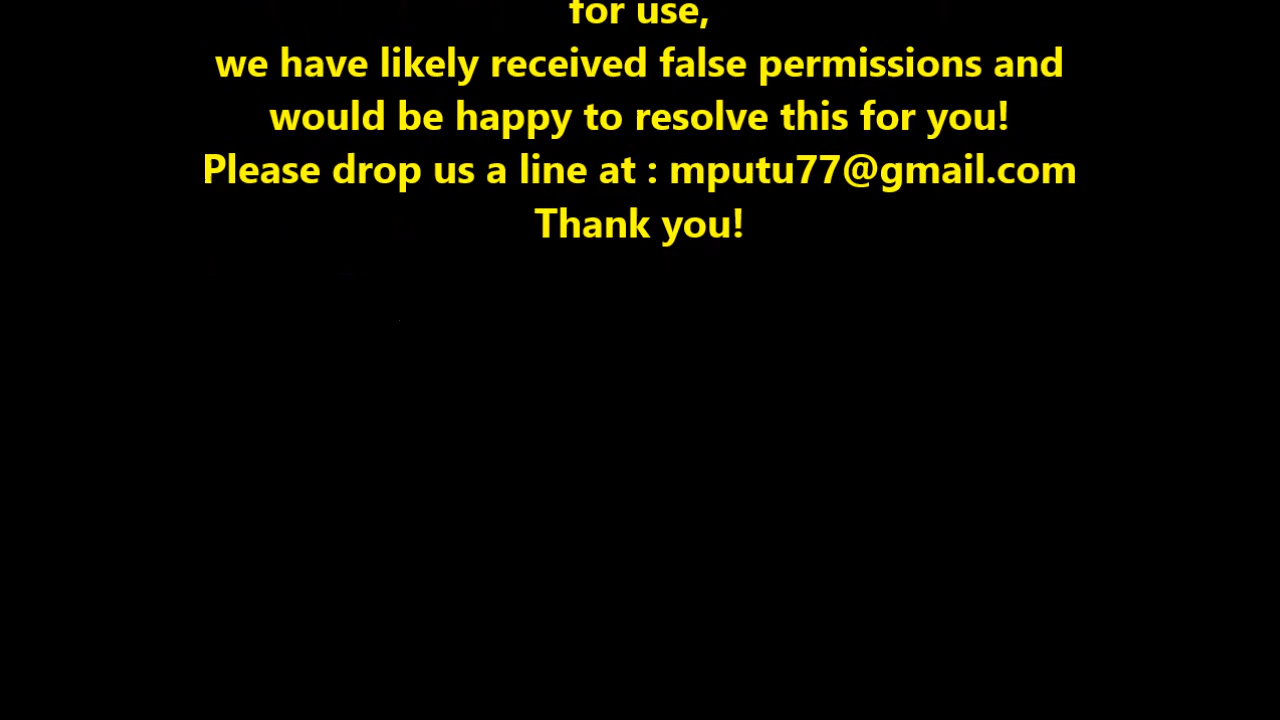 for use,
we have likely received false permissions and
would be happy to resolve this for you!
Please drop us a line at : mputu77@gmail.com
Thank you!